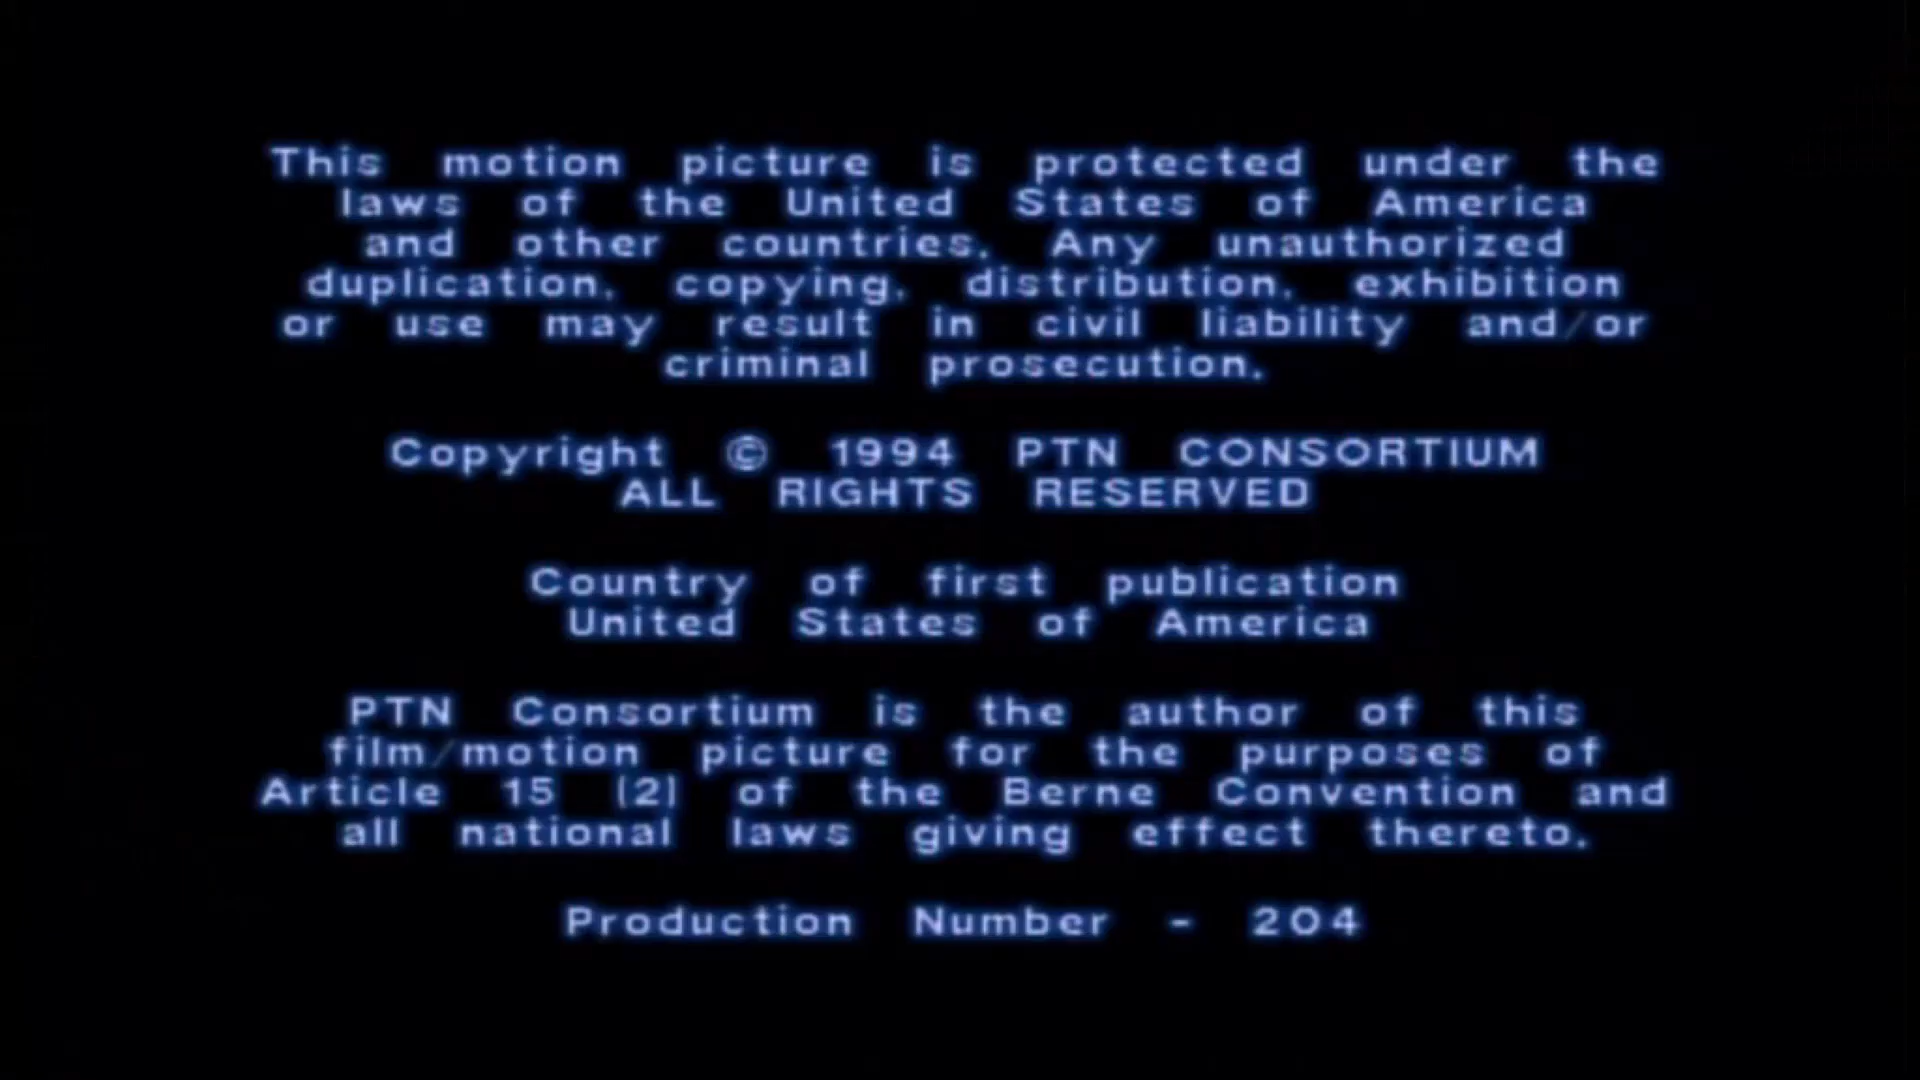 This motion picture is protected under the
laws of the United States of America
and other countries. Any unauthorized
duplication, copying, distribution, exhibition
or use may result in civil liability and/or
criminal prosecution.
Copyright © 1994 PTN CONSORTIUM
ALL RIGHTS RESERVED
Country of first publication
United States of America
PTN Consortium is the author of this
film/motion picture for the purposes of
Article 15 (2) of the Berne Convention and
all national laws giving effect thereto.
Production Number - 204